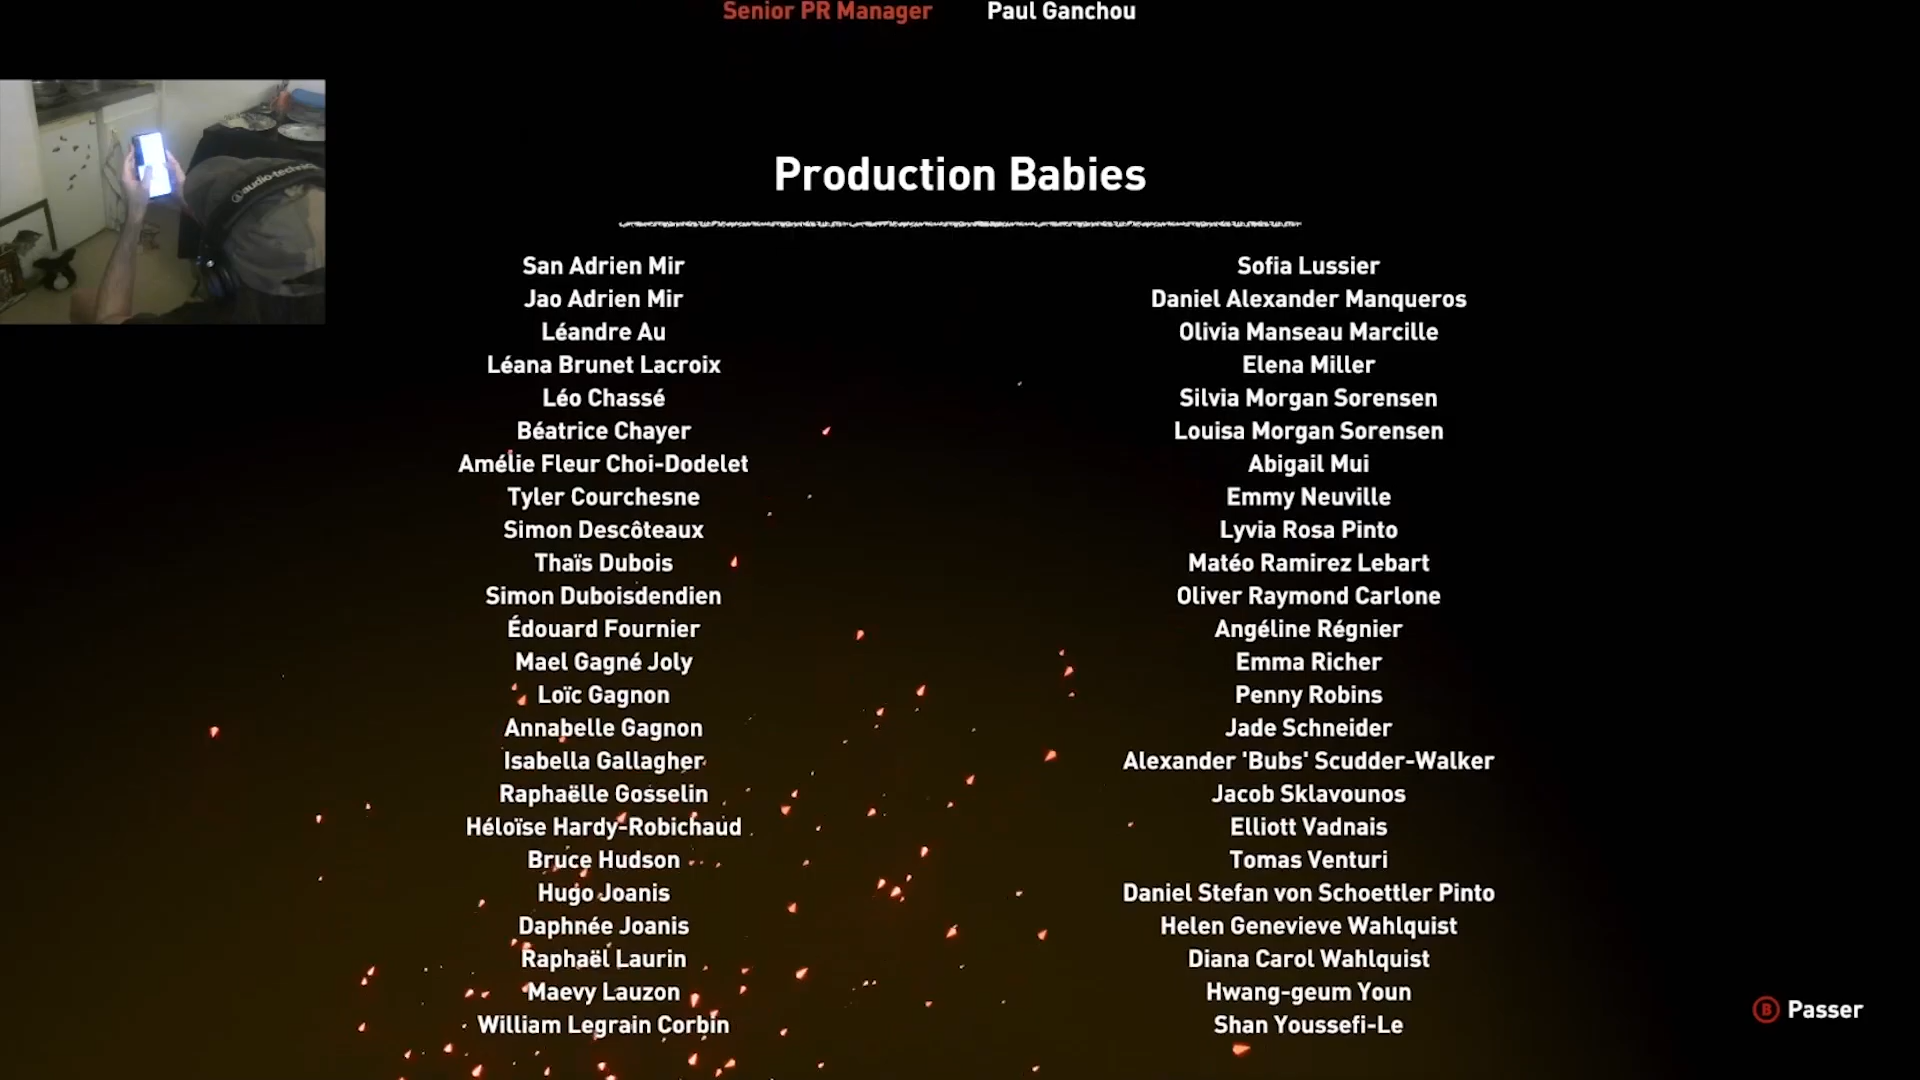 Senior PR Manager Paul Ganchou
audio-technica
Production Babies
San Adrien Mir
Jao Adrien Mir
Léandre Au
Léana Brunet Lacroix
Léo Chassé
Béatrice Chayer
Amélie Fleur Choi-Dodelet
Tyler Courchesne
Simon Descôteaux
Thaïs Dubois
Simon Duboisdendien
Édouard Fournier
Mael Gagné Joly
Loïc Gagnon
Annabelle Gagnon
Isabella Gallagher
Raphaëlle Gosselin
Héloïse Hardy-Robichaud
Bruce Hudson
Hugo Joanis
Daphnée Joanis
Raphaël Laurin
Maevy Lauzon
William Legrain Corbin
Sofia Lussier
Daniel Alexander Manqueros
Olivia Manseau Marcille
Elena Miller
Silvia Morgan Sorensen
Louisa Morgan Sorensen
Abigail Mui
Emmy Neuville
Lyvia Rosa Pinto
Matéo Ramirez Lebart
Oliver Raymond Carlone
Angéline Régnier
Emma Richer
Penny Robins
Jade Schneider
Alexander 'Bubs' Scudder-Walker
Jacob Sklavounos
Elliott Vadnais
Tomas Venturi
Daniel Stefan von Schoettler Pinto
Helen Genevieve Wahlquist
Diana Carol Wahlquist
Hwang-geum Youn
Shan Youssefi-Le
B Passer